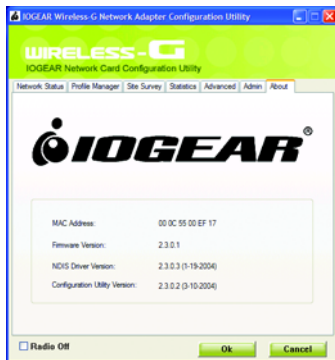 IOGEAR Wireless-G Network Adapter Configuration Utility
WIRELESS-G
IOGEAR Network Card Configuration Utility
Network Status Profile Manager Site Survey Statistics Advanced Admin About
IOGEAR®
MAC Address: 00 0C 55 00 EF 17
Firmware Version: 2.3.0.1
NDIS Driver Version: 2.3.0.3 (1-19-2004)
Configuration Utility Version: 2.3.0.2 (3-10-2004)
Radio Off Ok Cancel